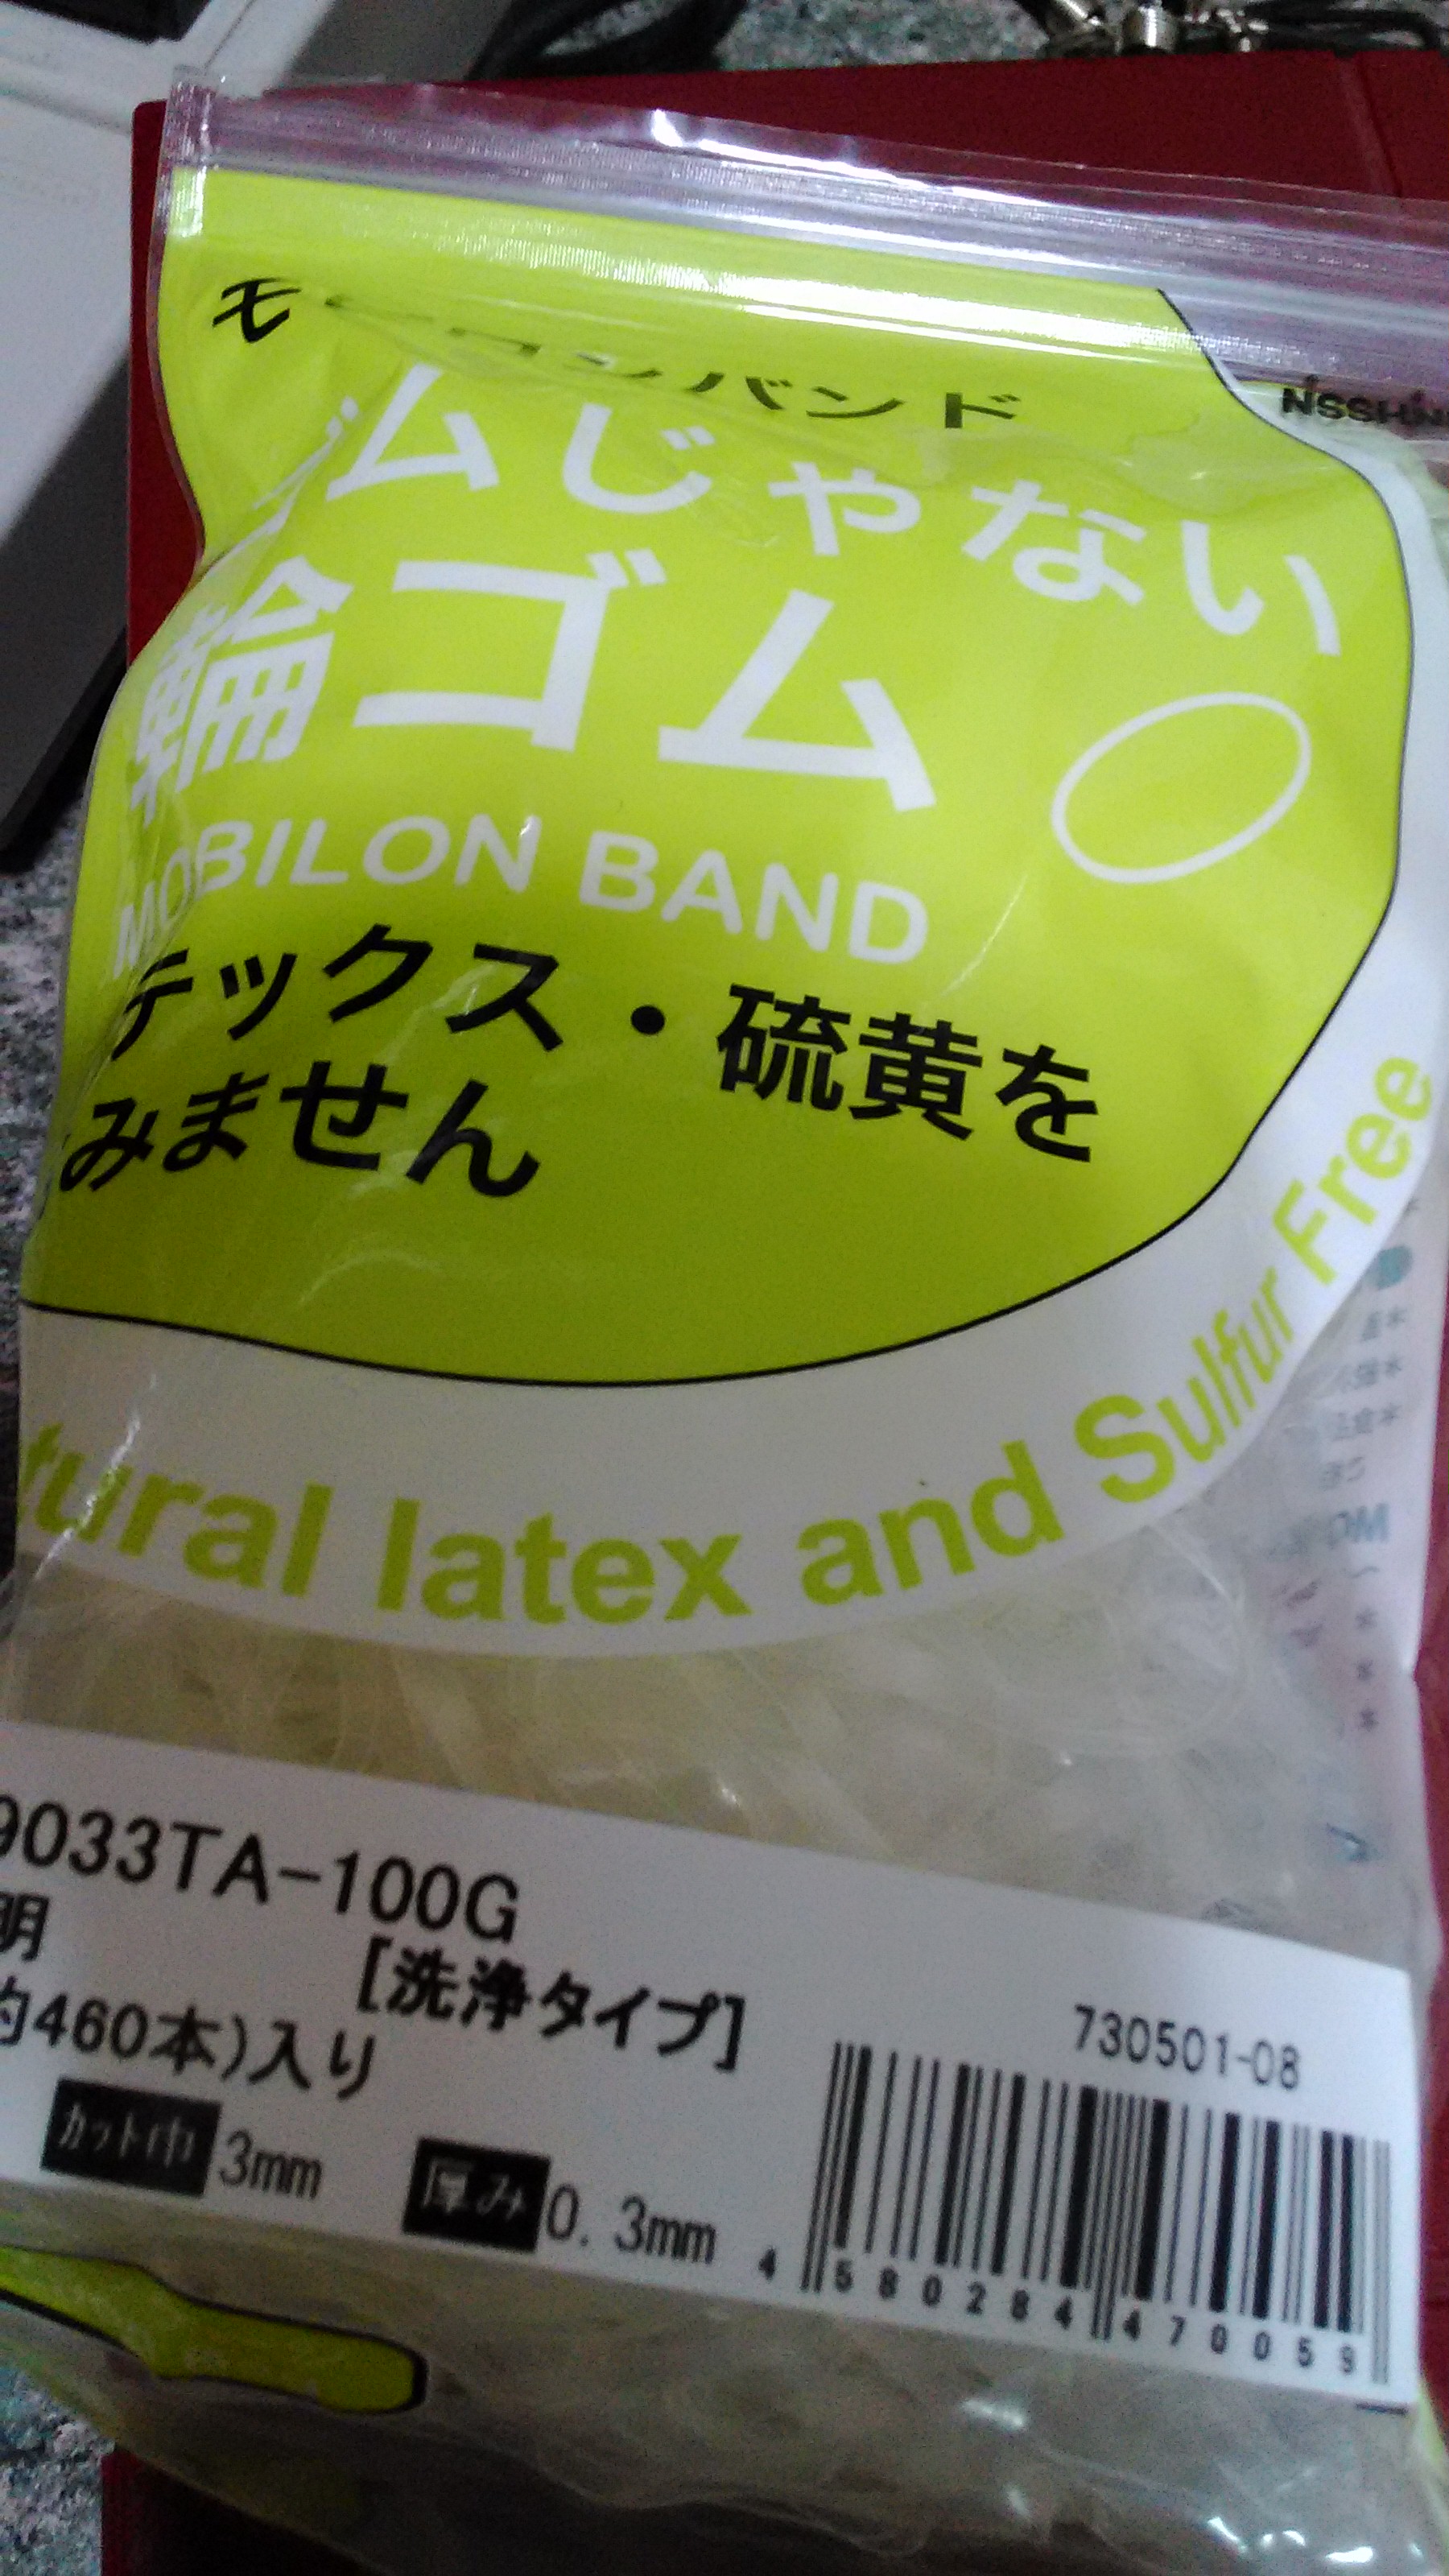 バンド
NSSHIN
ゴムじゃない
輪ゴム
MOBILON BAND
テックス・硫黄を
みません
tural latex and Sulfur Free
9033TA-100G
明
[洗浄タイプ]
約460本)入り
730501-08
カット巾 3mm 厚み 0.3mm
4 580284 470059